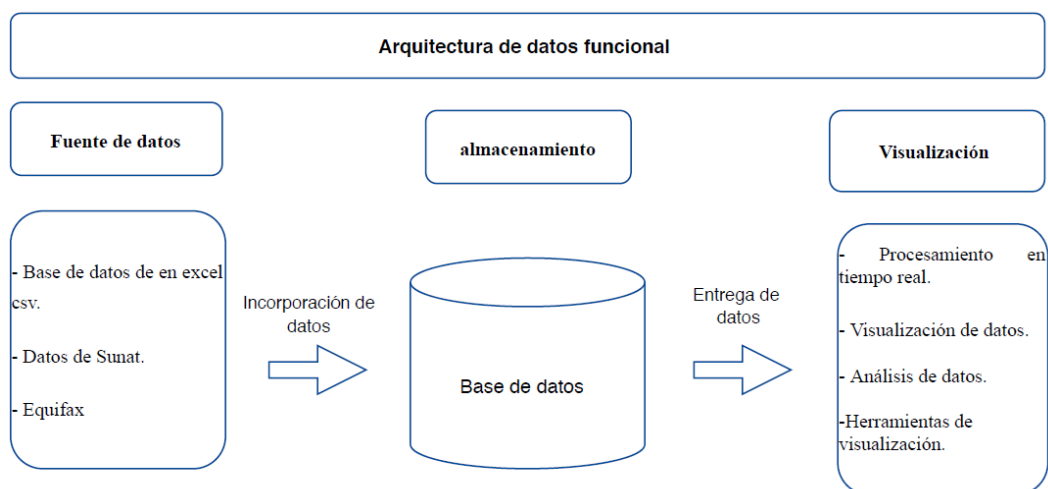 Arquitectura de datos funcional
Fuente de datos
almacenamiento
Visualización
- Base de datos de en excel
csv.
- Datos de Sunat.
- Equifax
Incorporación de
datos
Base de datos
Entrega de
datos
- Procesamiento en
tiempo real.
- Visualización de datos.
- Análisis de datos.
-Herramientas de
visualización.